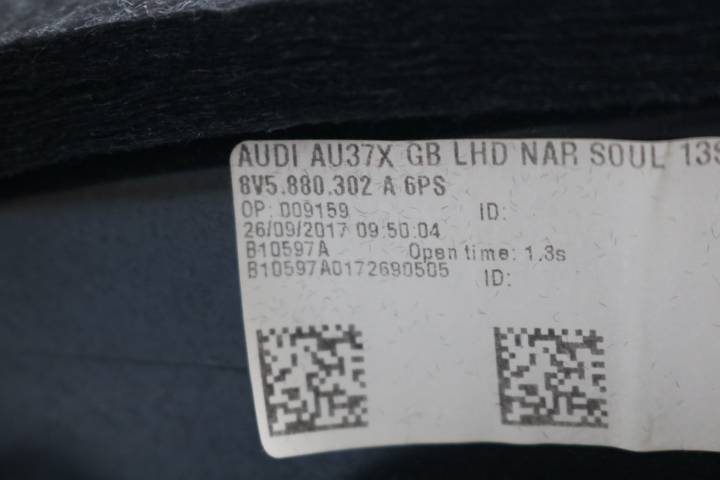 AUDI AU37X GB LHD NAR SOUL 13S
8V5.880.302 A 6PS
OP: D09159 ID:
26/09/2017 09:50:04
B10597A Open time: 1.3s
B10597A0172690505 ID: